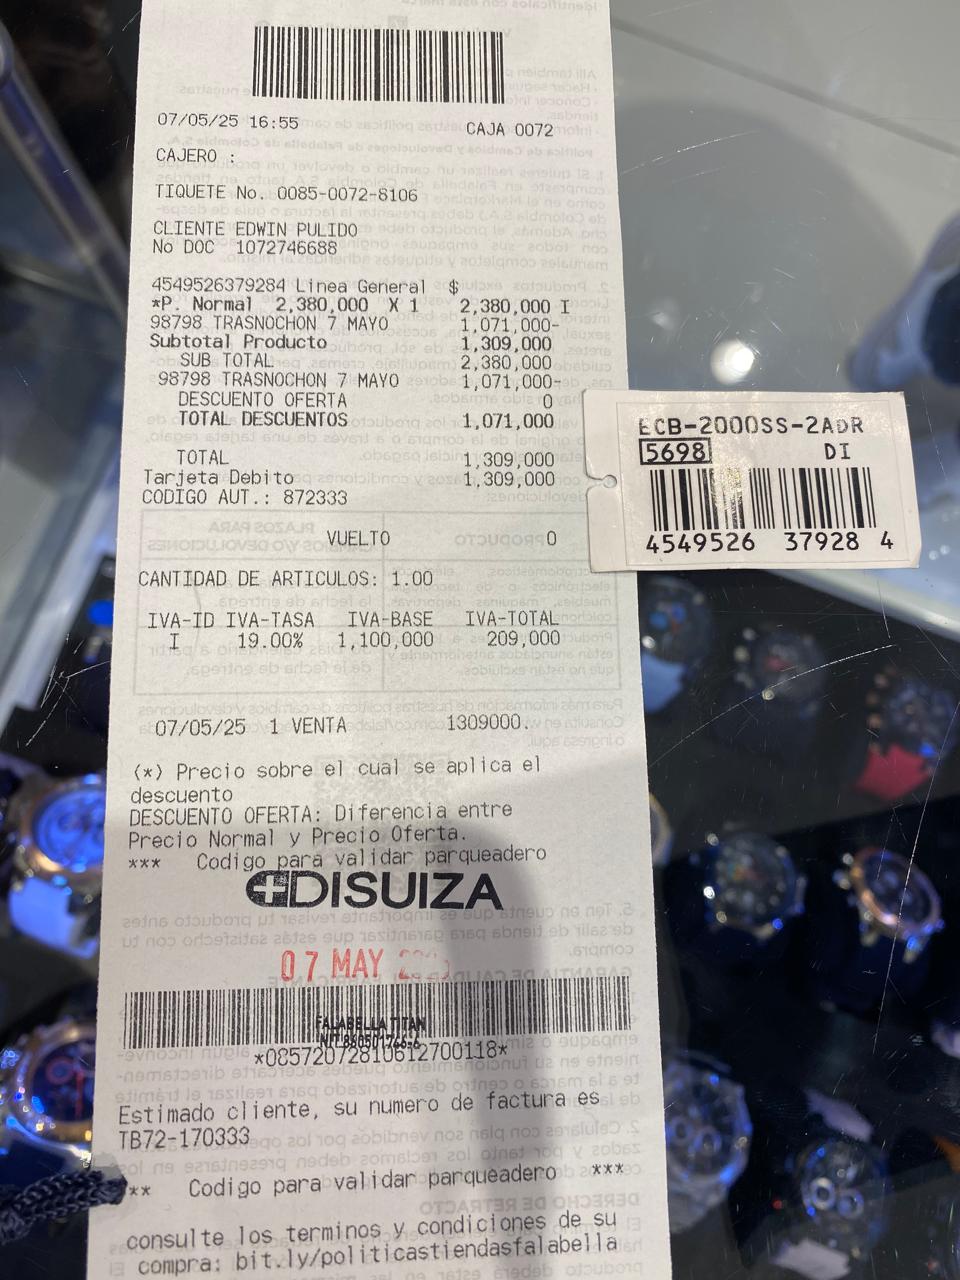 07/05/25 16:55 CAJA 0072
CAJERO :
TIQUETE No. 0085-0072-8106
CLIENTE EDWIN PULIDO
No DOC 1072746688
4549526379284 Linea General $
*P. Normal 2,380,000 X 1 2,380,000 I
98798 TRASNOCHON 7 MAYO 1,071,000-
Subtotal Producto 1,309,000
SUB TOTAL 2,380,000
98798 TRASNOCHON 7 MAYO 1,071,000-
DESCUENTO OFERTA 0
TOTAL DESCUENTOS 1,071,000
TOTAL 1,309,000
Tarjeta Debito 1,309,000
CODIGO AUT.: 872333
VUELTO 0
CANTIDAD DE ARTICULOS: 1.00
IVA-ID IVA-TASA IVA-BASE IVA-TOTAL
I 19.00% 1,100,000 209,000
07/05/25 1 VENTA 1309000.
(*) Precio sobre el cual se aplica el
descuento
DESCUENTO OFERTA: Diferencia entre
Precio Normal y Precio Oferta.
*** Codigo para validar parqueadero
DISUIZA
07 MAY
FALABELLA TITAN
NIT.860501766-6
*08572072810612700118*
Estimado cliente, su numero de factura es
TB72-170333
** Codigo para validar parqueadero ***
consulte los terminos y condiciones de su
compra: bit.ly/politicastiendasfalabella
ECB-2000SS-2ADR
5698 DI
4549526 37928 4